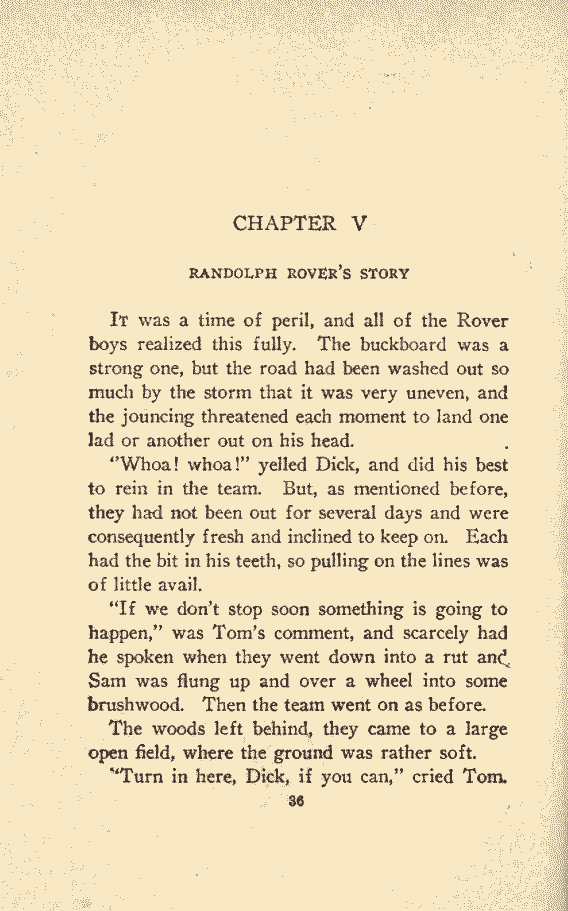 CHAPTER V
RANDOLPH ROVER'S STORY
IT was a time of peril, and all of the Rover
boys realized this fully. The buckboard was a
strong one, but the road had been washed out so
much by the storm that it was very uneven, and
the jouncing threatened each moment to land one
lad or another out on his head.
"Whoa! whoa!" yelled Dick, and did his best
to rein in the team. But, as mentioned before,
they had not been out for several days and were
consequently fresh and inclined to keep on. Each
had the bit in his teeth, so pulling on the lines was
of little avail.
"If we don't stop soon something is going to
happen," was Tom's comment, and scarcely had
he spoken when they went down into a rut and
Sam was flung up and over a wheel into some
brushwood. Then the team went on as before.
The woods left behind, they came to a large
open field, where the ground was rather soft.
"Turn in here, Dick, if you can," cried Tom.
36